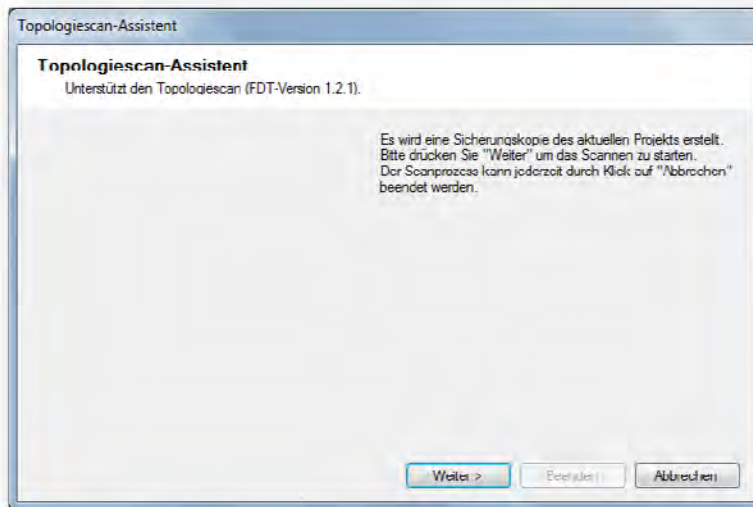 Topologiescan-Assistent
Topologiescan-Assistent
Unterstützt den Topologiescan (FDT-Version 1.2.1).
Es wird eine Sicherungskopie des aktuellen Projekts erstellt.
Bitte drücken Sie "Weiter" um das Scannen zu starten.
Der Scanprozess kann jederzeit durch Klick auf "Abbrechen"
beendet werden.
Weiter > Beenden Abbrechen